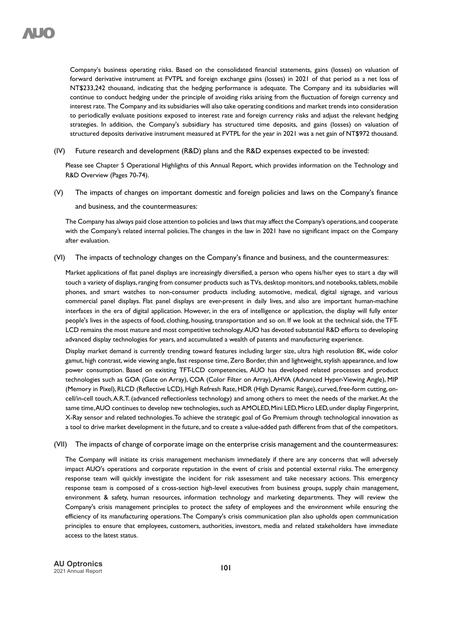 AUO
Company's business operating risks. Based on the consolidated financial statements, gains (losses) on valuation of
forward derivative instrument at FVTPL and foreign exchange gains (losses) in 2021 of that period as a net loss of
NT$233,242 thousand, indicating that the hedging performance is adequate. The Company and its subsidiaries will
continue to conduct hedging under the principle of avoiding risks arising from the fluctuation of foreign currency and
interest rate. The Company and its subsidiaries will also take operating conditions and market trends into consideration
to periodically evaluate positions exposed to interest rate and foreign currency risks and adjust the relevant hedging
strategies. In addition, the Company's subsidiary has structured time deposits, and gains (losses) on valuation of
structured deposits derivative instrument measured at FVTPL for the year in 2021 was a net gain of NT$972 thousand.
(IV) Future research and development (R&D) plans and the R&D expenses expected to be invested:
Please see Chapter 5 Operational Highlights of this Annual Report, which provides information on the Technology and
R&D Overview (Pages 70-74).
(V) The impacts of changes on important domestic and foreign policies and laws on the Company's finance
and business, and the countermeasures:
The Company has always paid close attention to policies and laws that may affect the Company's operations, and cooperate
with the Company's related internal policies. The changes in the law in 2021 have no significant impact on the Company
after evaluation.
(VI) The impacts of technology changes on the Company's finance and business, and the countermeasures:
Market applications of flat panel displays are increasingly diversified, a person who opens his/her eyes to start a day will
touch a variety of displays, ranging from consumer products such as TVs, desktop monitors, and notebooks, tablets, mobile
phones, and smart watches to non-consumer products including automotive, medical, digital signage, and various
commercial panel displays. Flat panel displays are ever-present in daily lives, and also are important human-machine
interfaces in the era of digital application. However, in the era of intelligence or application, the display will fully enter
people's lives in the aspects of food, clothing, housing, transportation and so on. If we look at the technical side, the TFT-
LCD remains the most mature and most competitive technology. AUO has devoted substantial R&D efforts to developing
advanced display technologies for years, and accumulated a wealth of patents and manufacturing experience.
Display market demand is currently trending toward features including larger size, ultra high resolution 8K, wide color
gamut, high contrast, wide viewing angle, fast response time, Zero Border, thin and lightweight, stylish appearance, and low
power consumption. Based on existing TFT-LCD competencies, AUO has developed related processes and product
technologies such as GOA (Gate on Array), COA (Color Filter on Array), AHVA (Advanced Hyper-Viewing Angle), MIP
(Memory in Pixel), RLCD (Reflective LCD), High Refresh Rate, HDR (High Dynamic Range), curved, free-form cutting, on-
cell/in-cell touch, A.R.T. (advanced reflectionless technology) and among others to meet the needs of the market. At the
same time, AUO continues to develop new technologies, such as AMOLED, Mini LED, Micro LED, under display Fingerprint,
X-Ray sensor and related technologies. To achieve the strategic goal of Go Premium through technological innovation as
a tool to drive market development in the future, and to create a value-added path different from that of the competitors.
(VII) The impacts of change of corporate image on the enterprise crisis management and the countermeasures:
The Company will initiate its crisis management mechanism immediately if there are any concerns that will adversely
impact AUO's operations and corporate reputation in the event of crisis and potential external risks. The emergency
response team will quickly investigate the incident for risk assessment and take necessary actions. This emergency
response team is composed of a cross-section high-level executives from business groups, supply chain management,
environment & safety, human resources, information technology and marketing departments. They will review the
Company's crisis management principles to protect the safety of employees and the environment while ensuring the
efficiency of its manufacturing operations. The Company's crisis communication plan also upholds open communication
principles to ensure that employees, customers, authorities, investors, media and related stakeholders have immediate
access to the latest status.
AU Optronics
2021 Annual Report
101